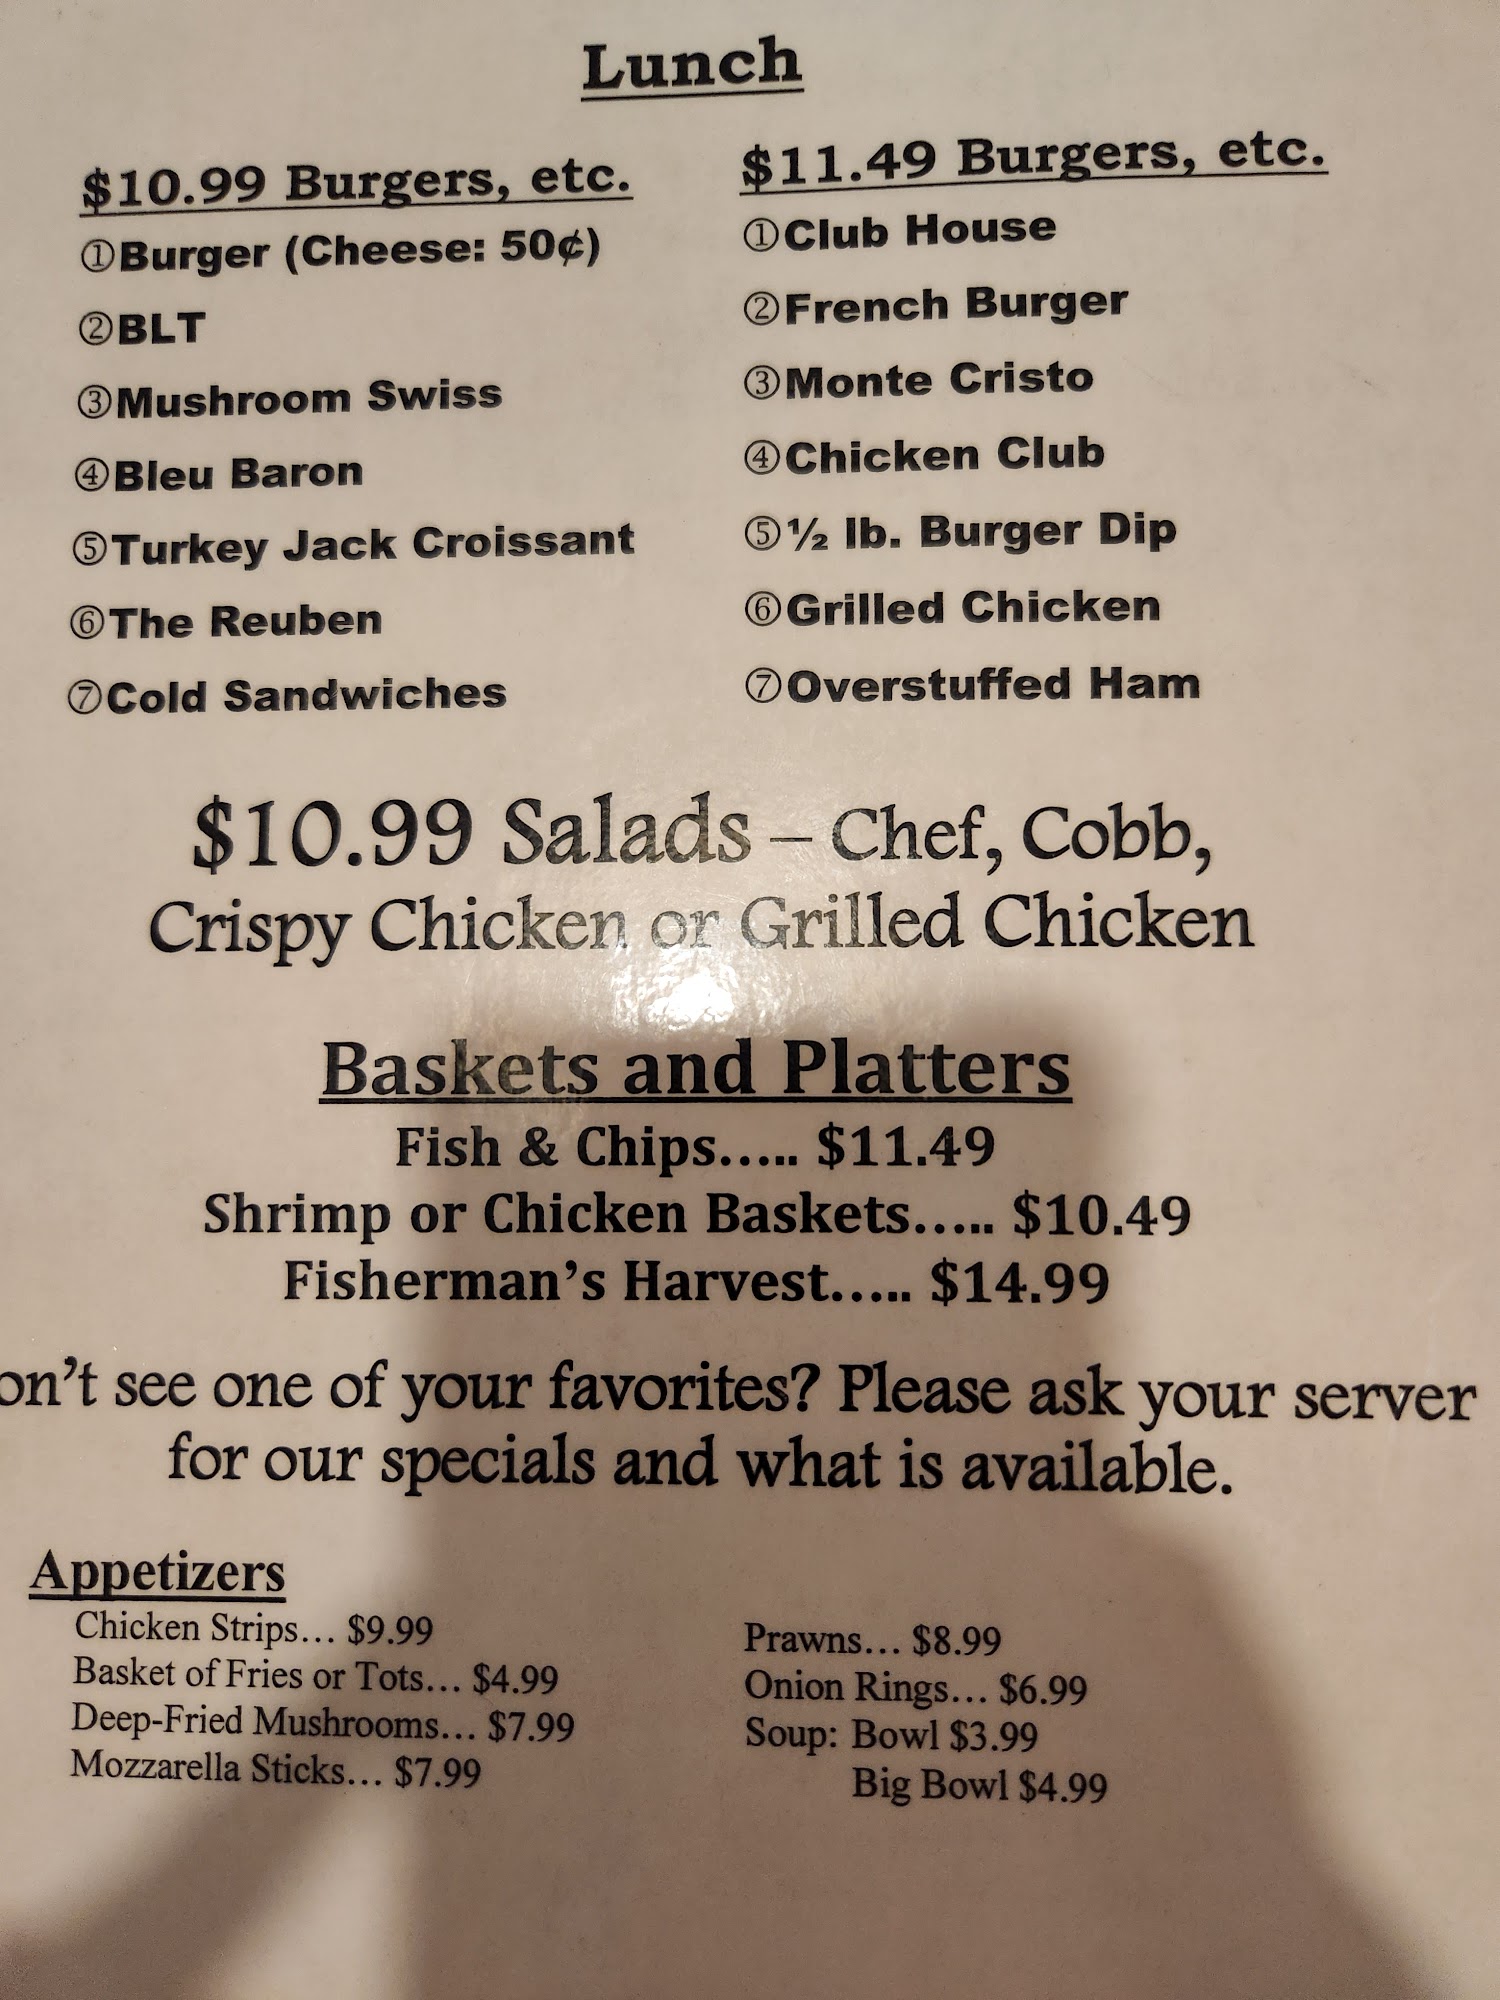 Lunch
$10.99 Burgers, etc.
①Burger (Cheese: 50¢)
②BLT
③Mushroom Swiss
④Bleu Baron
⑤Turkey Jack Croissant
⑥The Reuben
⑦Cold Sandwiches
$11.49 Burgers, etc.
①Club House
②French Burger
③Monte Cristo
④Chicken Club
⑤½ lb. Burger Dip
⑥Grilled Chicken
⑦Overstuffed Ham
$10.99 Salads – Chef, Cobb,
Crispy Chicken or Grilled Chicken
Baskets and Platters
Fish & Chips….. $11.49
Shrimp or Chicken Baskets….. $10.49
Fisherman’s Harvest….. $14.99
on’t see one of your favorites? Please ask your server
for our specials and what is available.
Appetizers
Chicken Strips… $9.99
Basket of Fries or Tots… $4.99
Deep-Fried Mushrooms… $7.99
Mozzarella Sticks… $7.99
Prawns… $8.99
Onion Rings… $6.99
Soup: Bowl $3.99
Big Bowl $4.99